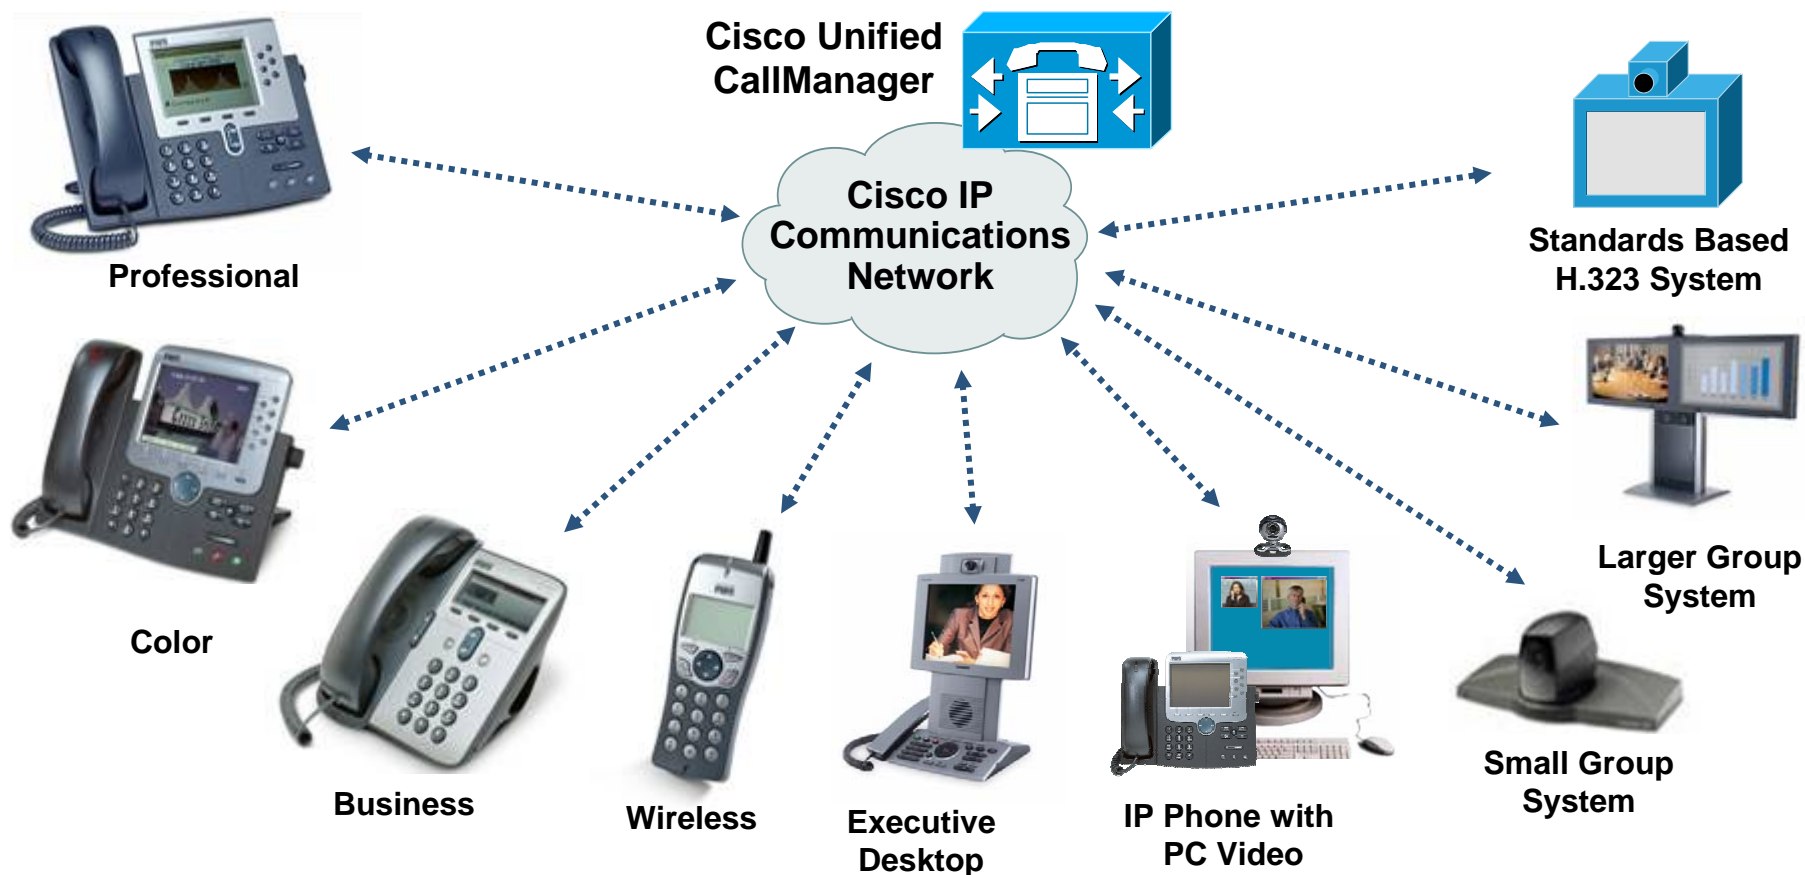 Cisco Unified
CallManager
Cisco IP
Communications
Network
Professional
Standards Based
H.323 System
Color
Larger Group
System
Business
Wireless
Executive
Desktop
IP Phone with
PC Video
Small Group
System